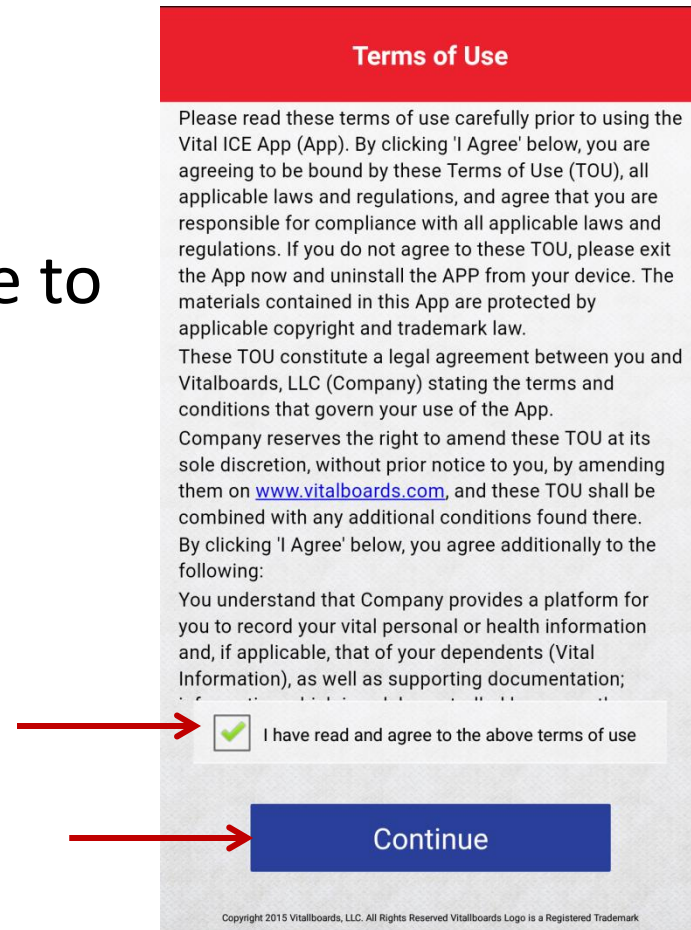 Terms of Use
Please read these terms of use carefully prior to using the
Vital ICE App (App). By clicking 'I Agree' below, you are
agreeing to be bound by these Terms of Use (TOU), all
applicable laws and regulations, and agree that you are
responsible for compliance with all applicable laws and
regulations. If you do not agree to these TOU, please exit
e to
the App now and uninstall the APP from your device. The
materials contained in this App are protected by
applicable copyright and trademark law.
These TOU constitute a legal agreement between you and
Vitalboards, LLC (Company) stating the terms and
conditions that govern your use of the App.
Company reserves the right to amend these TOU at its
sole discretion, without prior notice to you, by amending
them on www.vitalboards.com, and these TOU shall be
combined with any additional conditions found there.
By clicking 'I Agree' below, you agree additionally to the
following:
You understand that Company provides a platform for
you to record your vital personal or health information
and, if applicable, that of your dependents (Vital
Information), as well as supporting documentation;
I have read and agree to the above terms of use
Continue
Copyright 2015 Vitallboards, LLC. All Rights Reserved Vitallboards Logo is a Registered Trademark